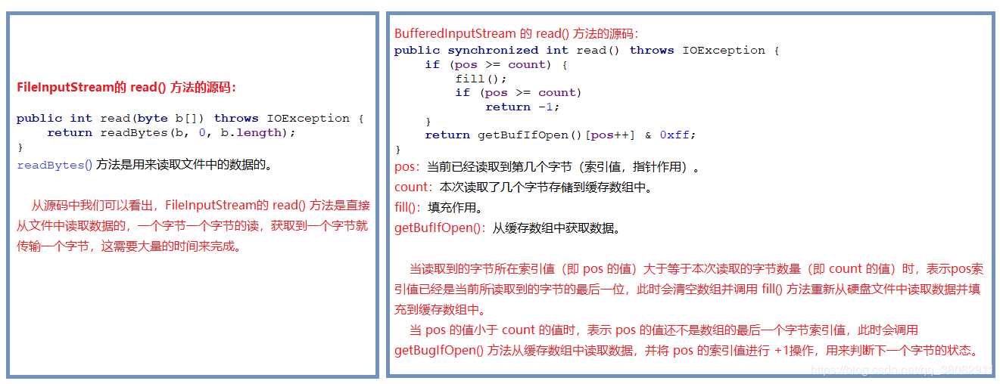 FileInputStream的 read() 方法的源码：
public int read(byte b[]) throws IOException {
    return readBytes(b, 0, b.length);
}
readBytes() 方法是用来读取文件中的数据的。
从源码中我们可以看出，FileInputStream的 read() 方法是直接
从文件中读取数据的，一个字节一个字节的读，获取到一个字节就
传输一个字节，这需要大量的时间来完成。
BufferedInputStream 的 read() 方法的源码：
public synchronized int read() throws IOException {
    if (pos >= count) {
        fill();
        if (pos >= count)
            return -1;
    }
    return getBufIfOpen()[pos++] & 0xff;
}
pos：当前已经读取到第几个字节（索引值，指针作用）。
count：本次读取了几个字节存储到缓存数组中。
fill()：填充作用。
getBufIfOpen()：从缓存数组中获取数据。
当读取到的字节所在索引值（即 pos 的值）大于等于本次读取的字节数量（即 count 的值）时，表示pos索
引值已经是当前所读取到的字节的最后一位，此时会清空数组并调用 fill() 方法重新从硬盘文件中读取数据并填
充到缓存数组中。
当 pos 的值小于 count 的值时，表示 pos 的值还不是数组的最后一个字节索引值，此时会调用
getBugIfOpen() 方法从缓存数组中读取数据，并将 pos 的索引值进行 +1操作，用来判断下一个字节的状态。